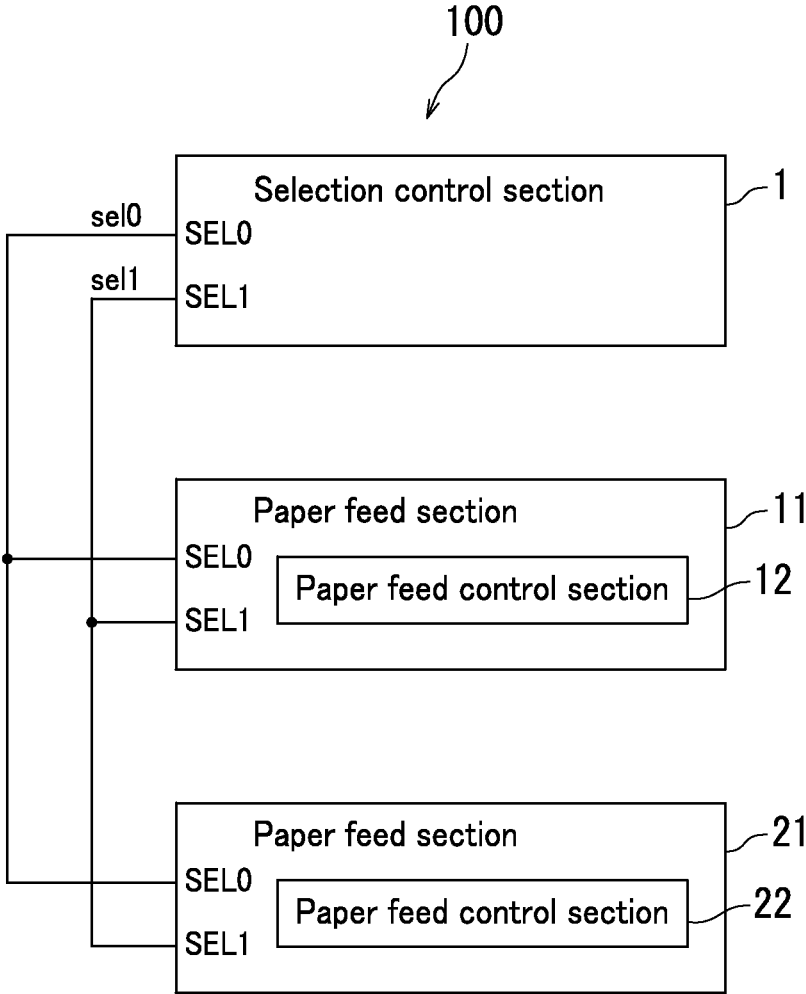 100
Selection control section
1
sel0
SEL0
sel1
SEL1
Paper feed section
11
SEL0
Paper feed control section
12
SEL1
Paper feed section
21
SEL0
Paper feed control section
22
SEL1